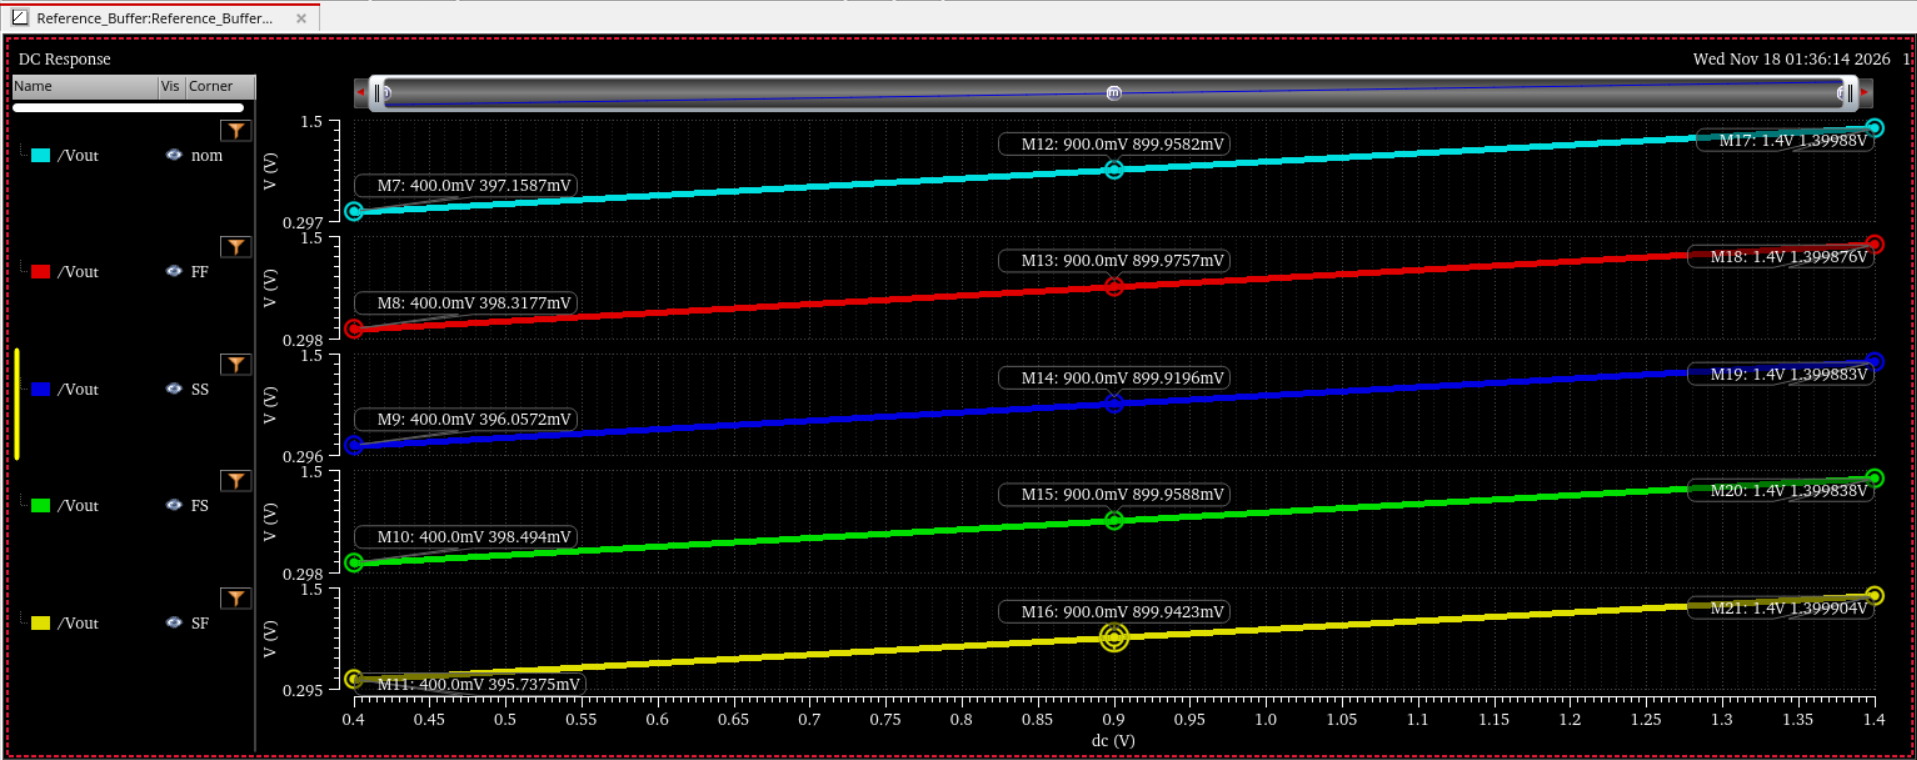 Reference_Buffer:Reference_Buffer...
DC Response
Wed Nov 18 01:36:14 2026 1
Name Vis Corner
/Vout nom
V (V)
1.5
0.297
M7: 400.0mV 397.1587mV
M12: 900.0mV 899.9582mV
M17: 1.4V 1.39988V
/Vout FF
V (V)
1.5
0.298
M8: 400.0mV 398.3177mV
M13: 900.0mV 899.9757mV
M18: 1.4V 1.399876V
/Vout SS
V (V)
1.5
0.296
M9: 400.0mV 396.0572mV
M14: 900.0mV 899.9196mV
M19: 1.4V 1.399883V
/Vout FS
V (V)
1.5
0.298
M10: 400.0mV 398.494mV
M15: 900.0mV 899.9588mV
M20: 1.4V 1.399838V
/Vout SF
V (V)
1.5
0.295
M11: 400.0mV 395.7375mV
M16: 900.0mV 899.9423mV
M21: 1.4V 1.399904V
0.4 0.45 0.5 0.55 0.6 0.65 0.7 0.75 0.8 0.85 0.9 0.95 1.0 1.05 1.1 1.15 1.2 1.25 1.3 1.35 1.4
dc (V)